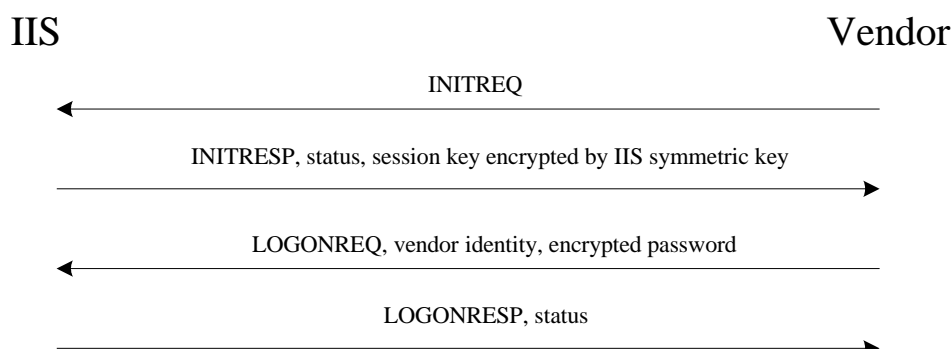 IIS
Vendor
INITREQ
INITRESP, status, session key encrypted by IIS symmetric key
LOGONREQ, vendor identity, encrypted password
LOGONRESP, status